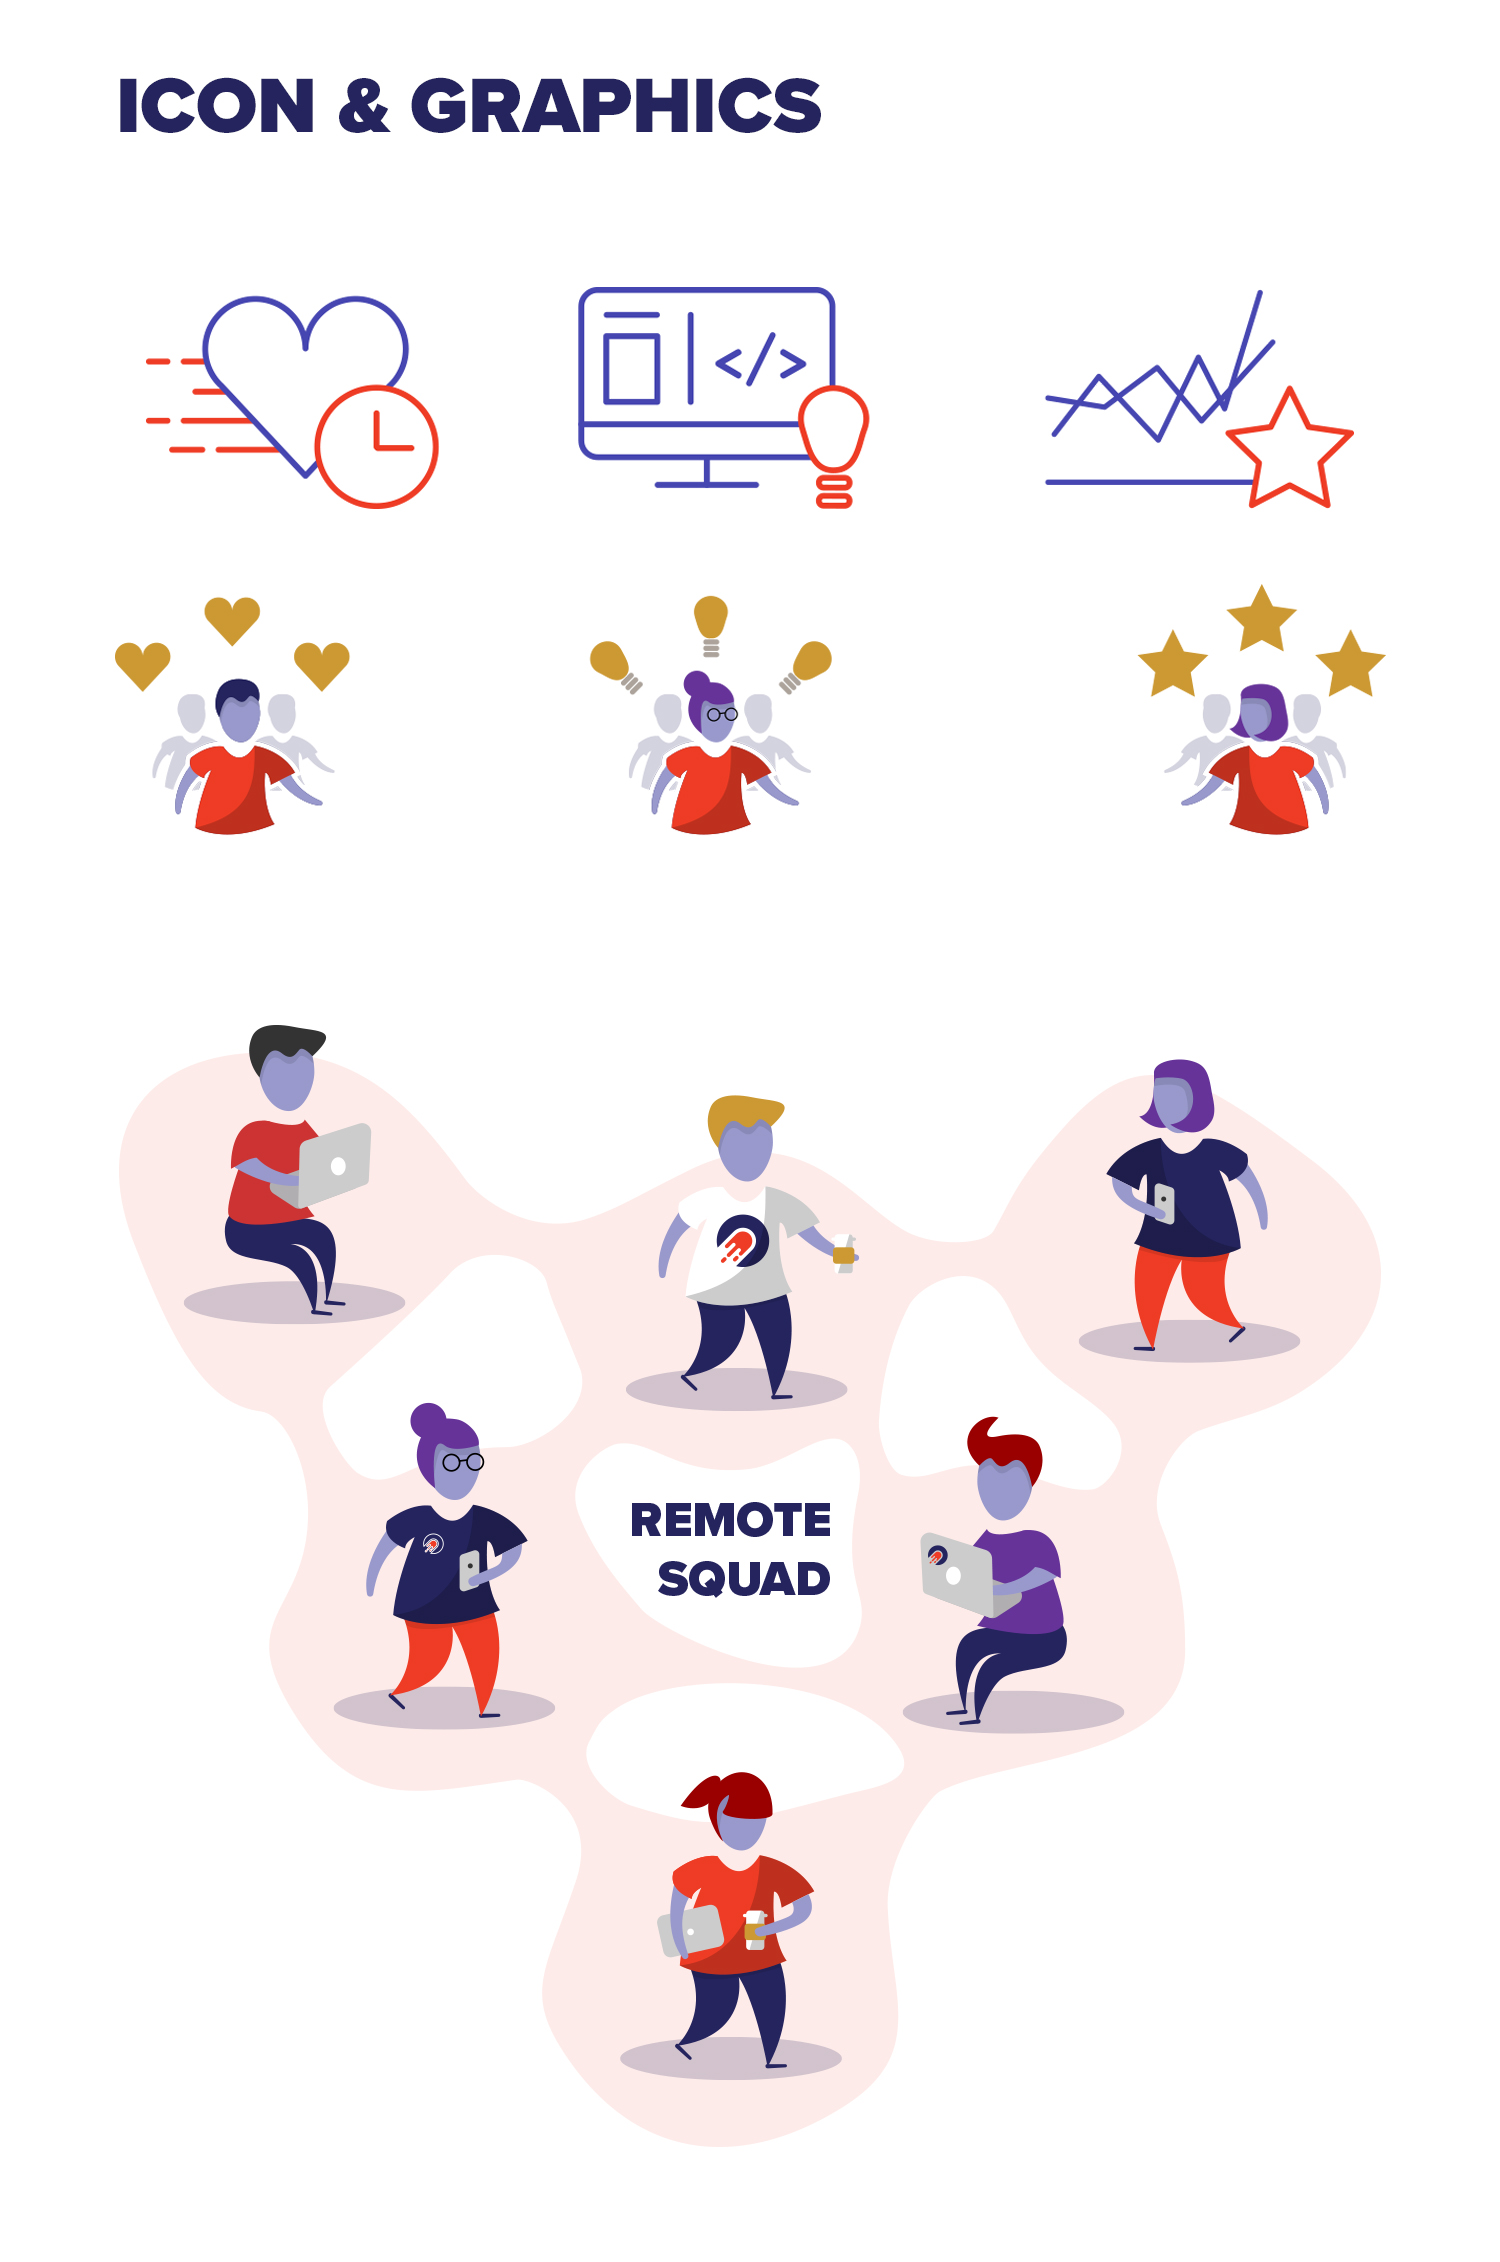 ICON & GRAPHICS
</>
REMOTE
SQUAD